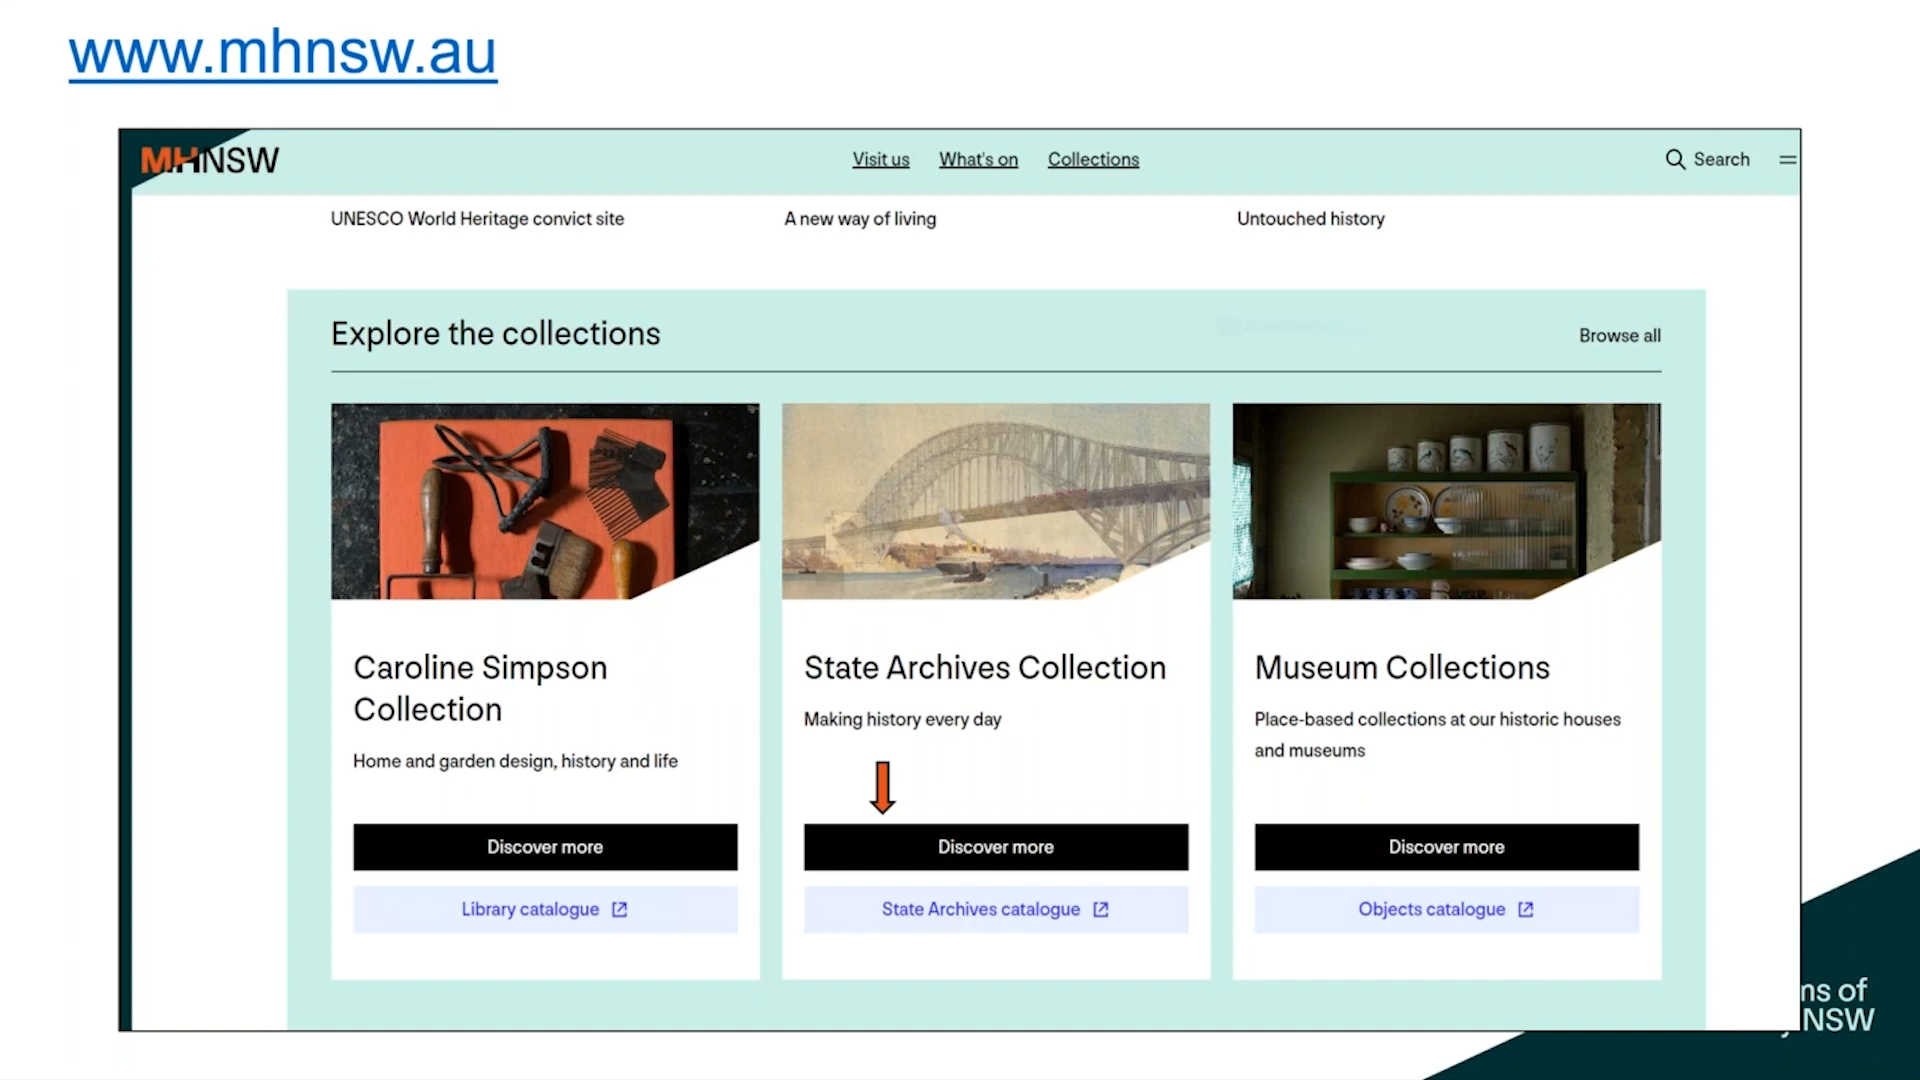 www.mhnsw.au
MHNSW
Visit us
What's on
Collections
Search
UNESCO World Heritage convict site
A new way of living
Untouched history
Explore the collections
Browse all
Caroline Simpson
Collection
Home and garden design, history and life
Discover more
Library catalogue
State Archives Collection
Making history every day
Discover more
State Archives catalogue
Museum Collections
Place-based collections at our historic houses
and museums
Discover more
Objects catalogue
of
NSW